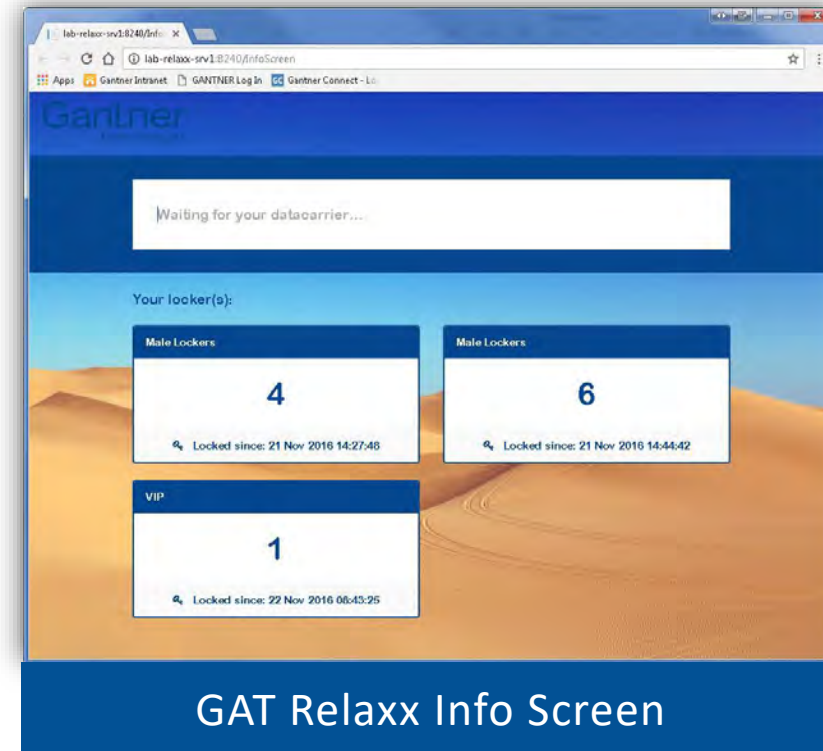 lab-relaxx-srv1:8240/Info
lab-relaxx-srv1:8240/InfoScreen
Apps Gantner Intranet GANTNER Log In Gantner Connect - Lo
Gantner
Waiting for your datacarrier...
Your locker(s):
Male Lockers
4
Locked since: 21 Nov 2016 14:27:48
Male Lockers
6
Locked since: 21 Nov 2016 14:44:42
VIP
1
Locked since: 22 Nov 2016 08:43:25
GAT Relaxx Info Screen